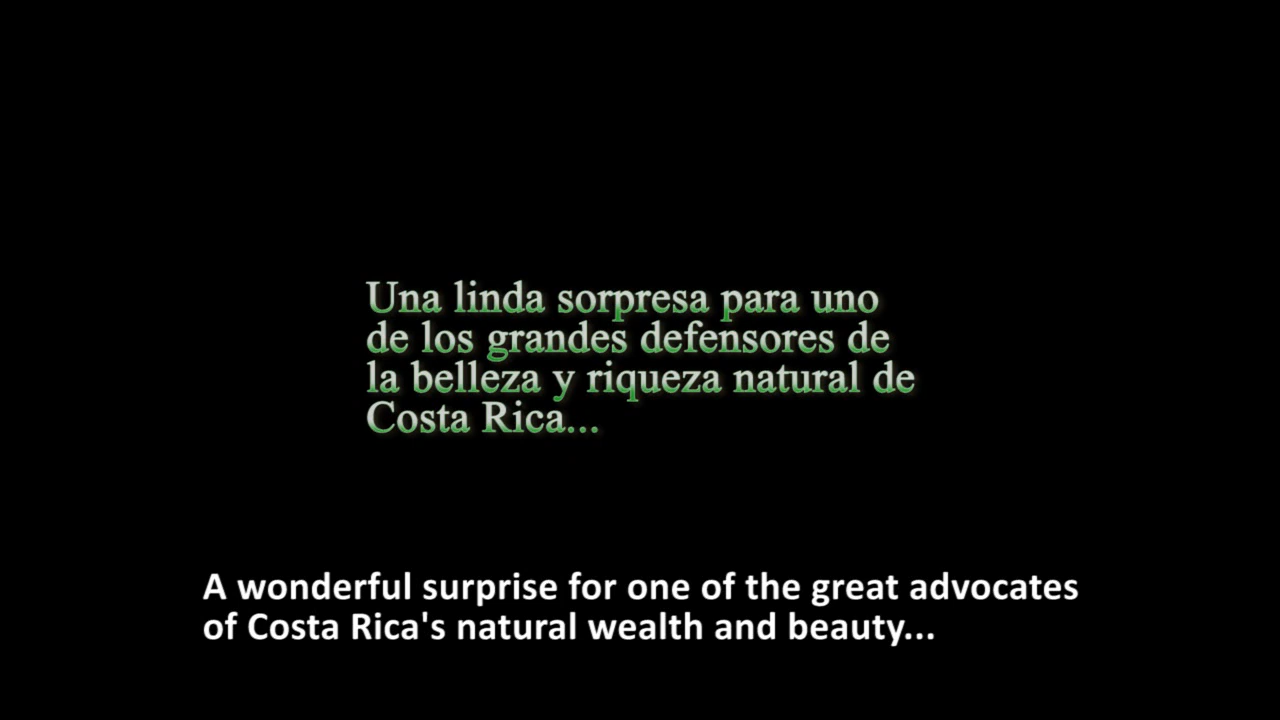 Una linda sorpresa para uno
de los grandes defensores de
la belleza y riqueza natural de
Costa Rica...
A wonderful surprise for one of the great advocates
of Costa Rica's natural wealth and beauty...